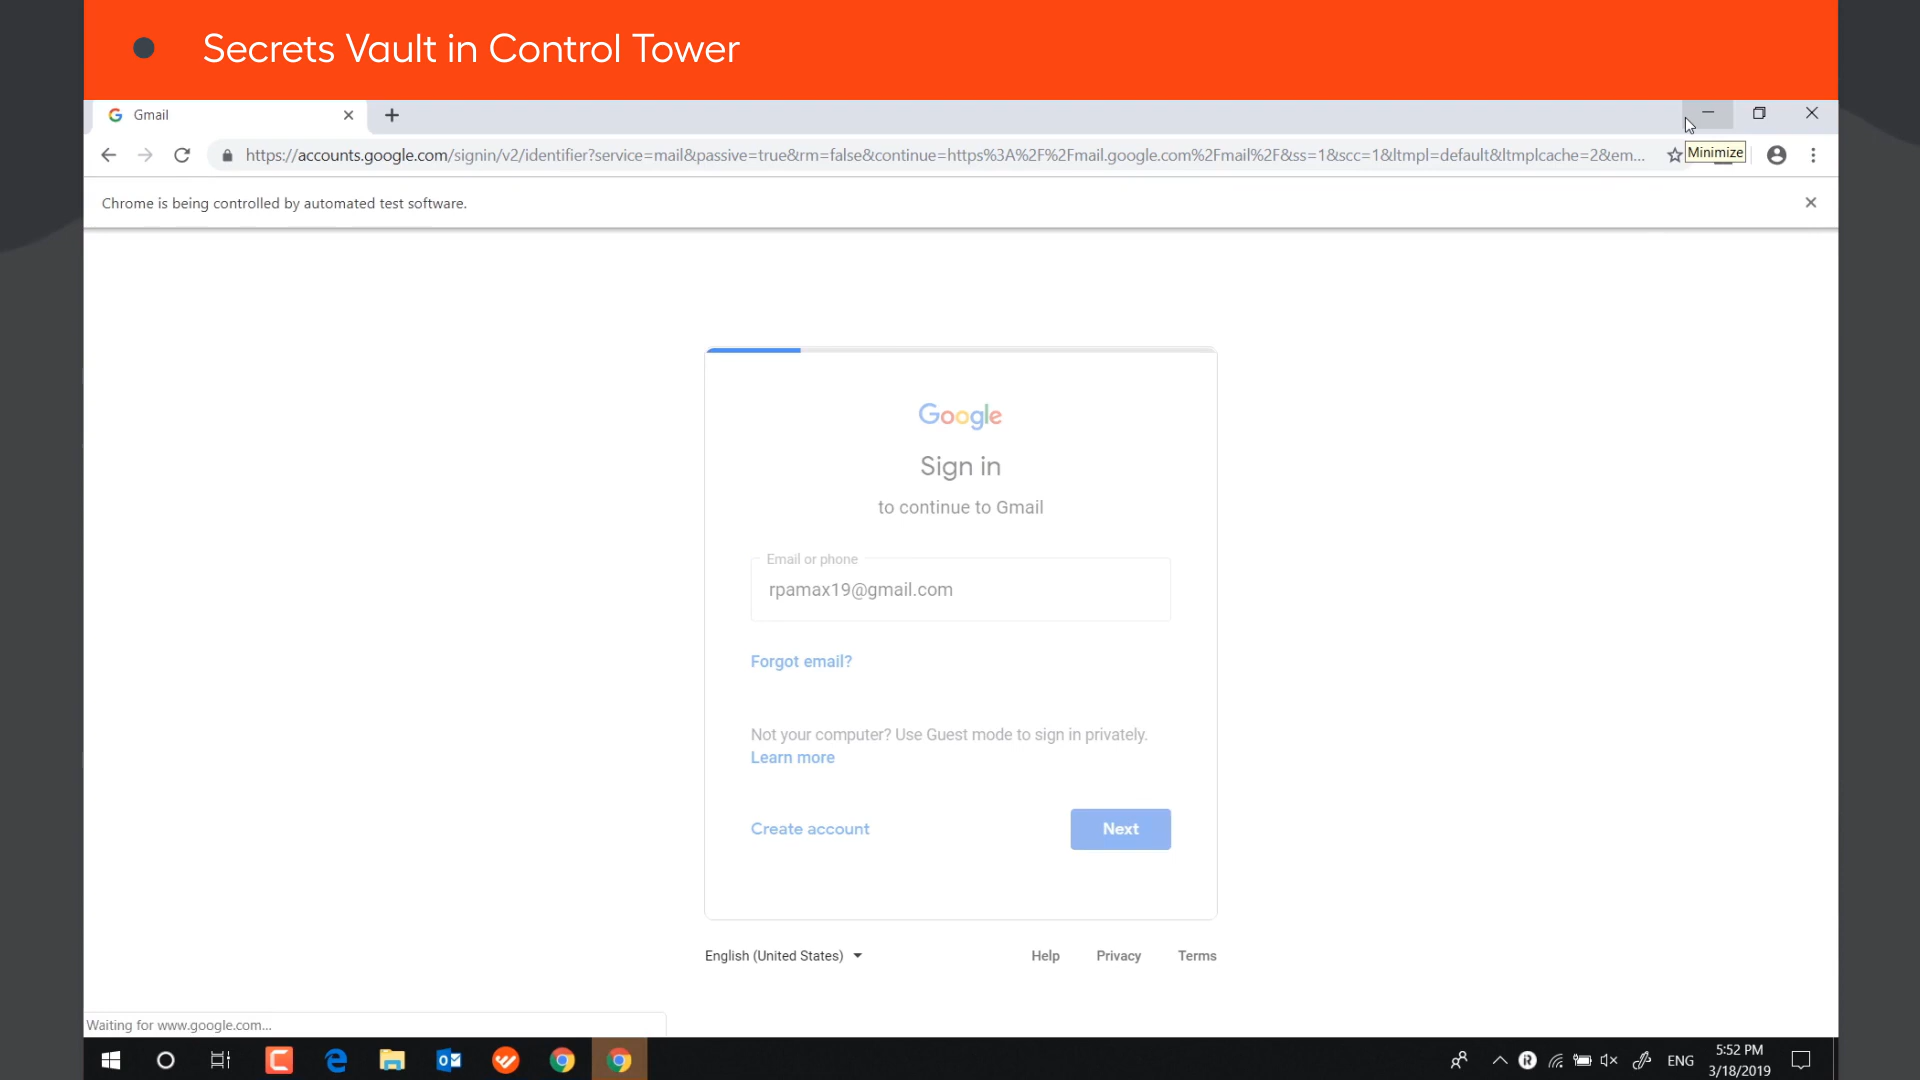 Secrets Vault in Control Tower
Gmail
https://accounts.google.com/signin/v2/identifier?service=mail&passive=true&rm=false&continue=https%3A%2F%2Fmail.google.com%2Fmail%2F&ss=1&scc=1&ltmpl=default&ltmplcache=2&em...
Minimize
Chrome is being controlled by automated test software.
Google
Sign in
to continue to Gmail
Email or phone
rpamax19@gmail.com
Forgot email?
Not your computer? Use Guest mode to sign in privately.
Learn more
Create account
Next
English (United States)
Help
Privacy
Terms
Waiting for www.google.com...
ENG
5:52 PM
3/18/2019